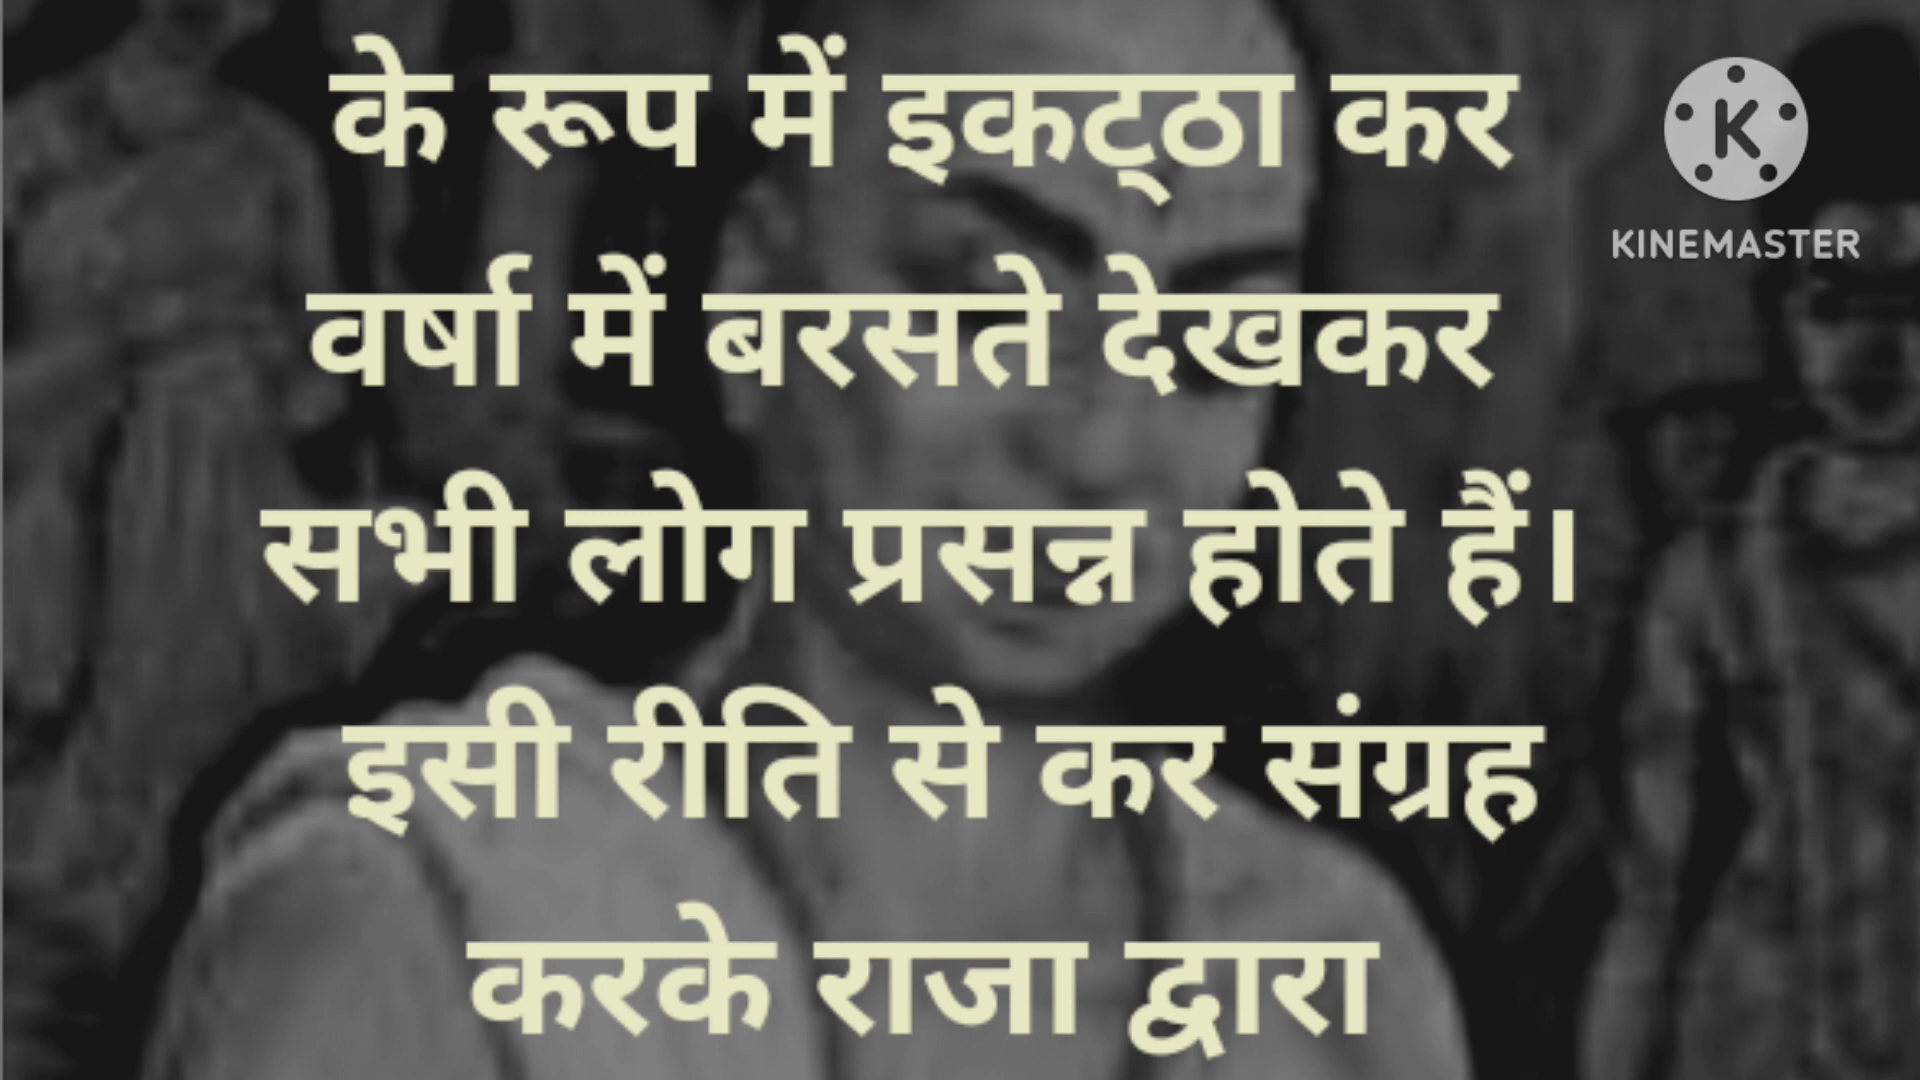 के रूप में इकट्ठा कर
वर्षा में बरसते देखकर
सभी लोग प्रसन्न होते हैं।
इसी रीति से कर संग्रह
करके राजा द्वारा
K
KINEMASTER